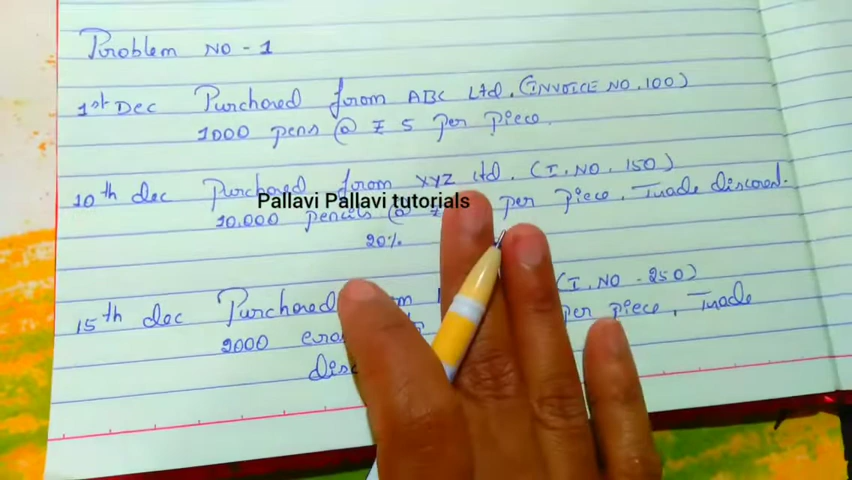 Problem NO - 1
1st Dec Purchased from ABC Ltd. (INVOICE NO. 100)
1000 pens @ ₹ 5 per piece.
10th dec Purchased from XYZ Ltd. (I. NO. 150)
10,000 pencils @ per piece, Trade discount.
Pallavi Pallavi tutorials
20%
15th dec Purchased (I. NO - 250)
2000 per piece, Trade